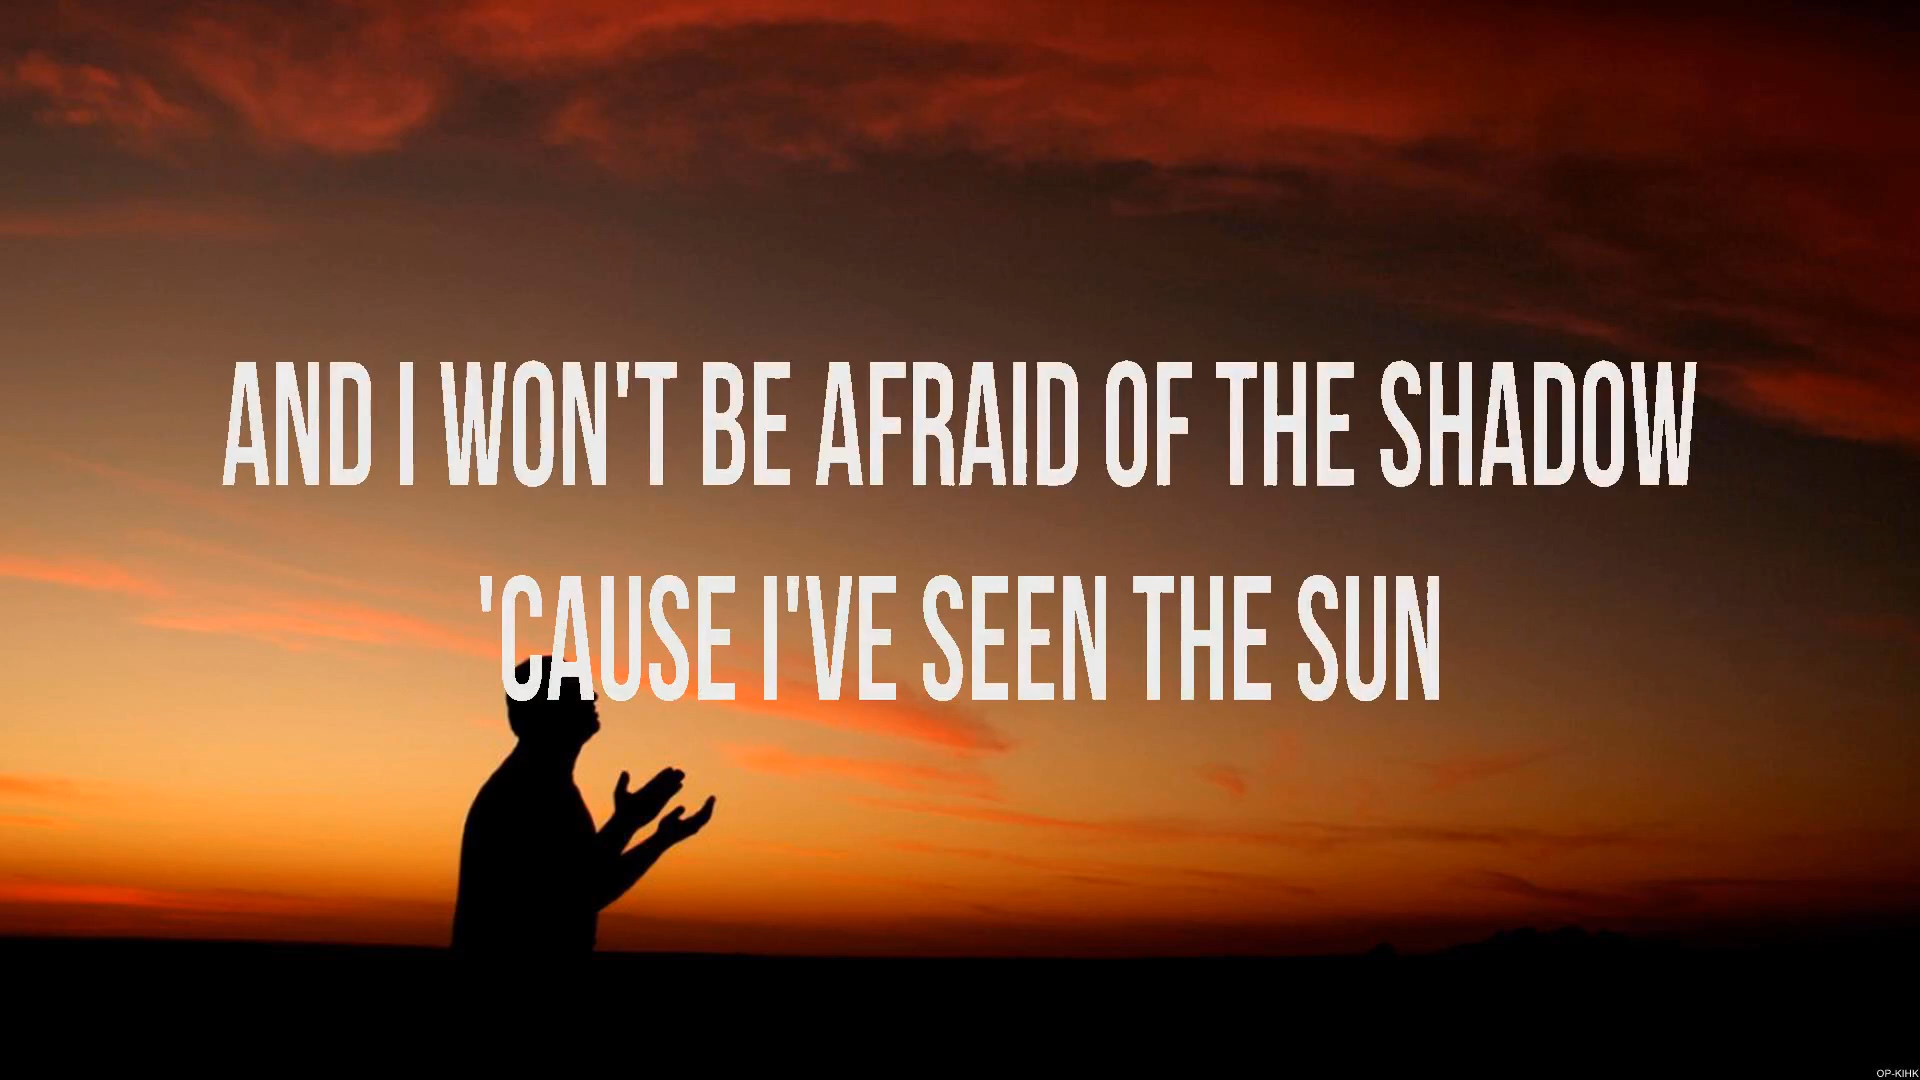 AND I WON'T BE AFRAID OF THE SHADOW
'CAUSE I'VE SEEN THE SUN
OP-KIHK